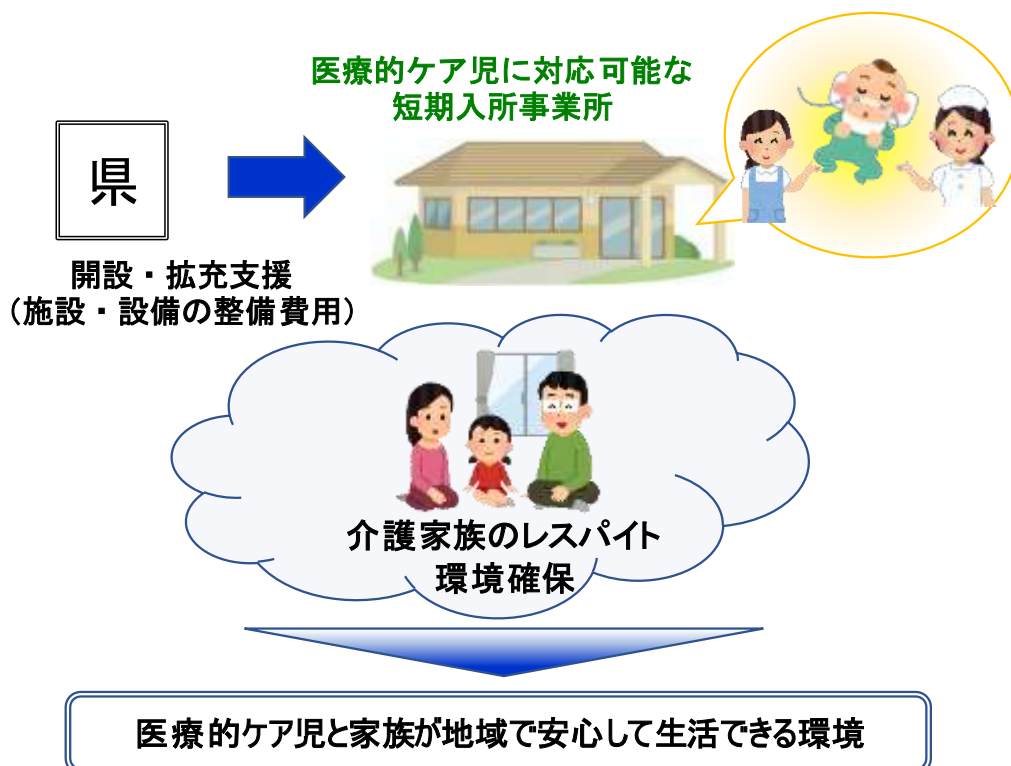 医療的ケア児に対応可能な
短期入所事業所
県
開設・拡充支援
（施設・設備の整備費用）
介護家族のレスパイト
環境確保
医療的ケア児と家族が地域で安心して生活できる環境